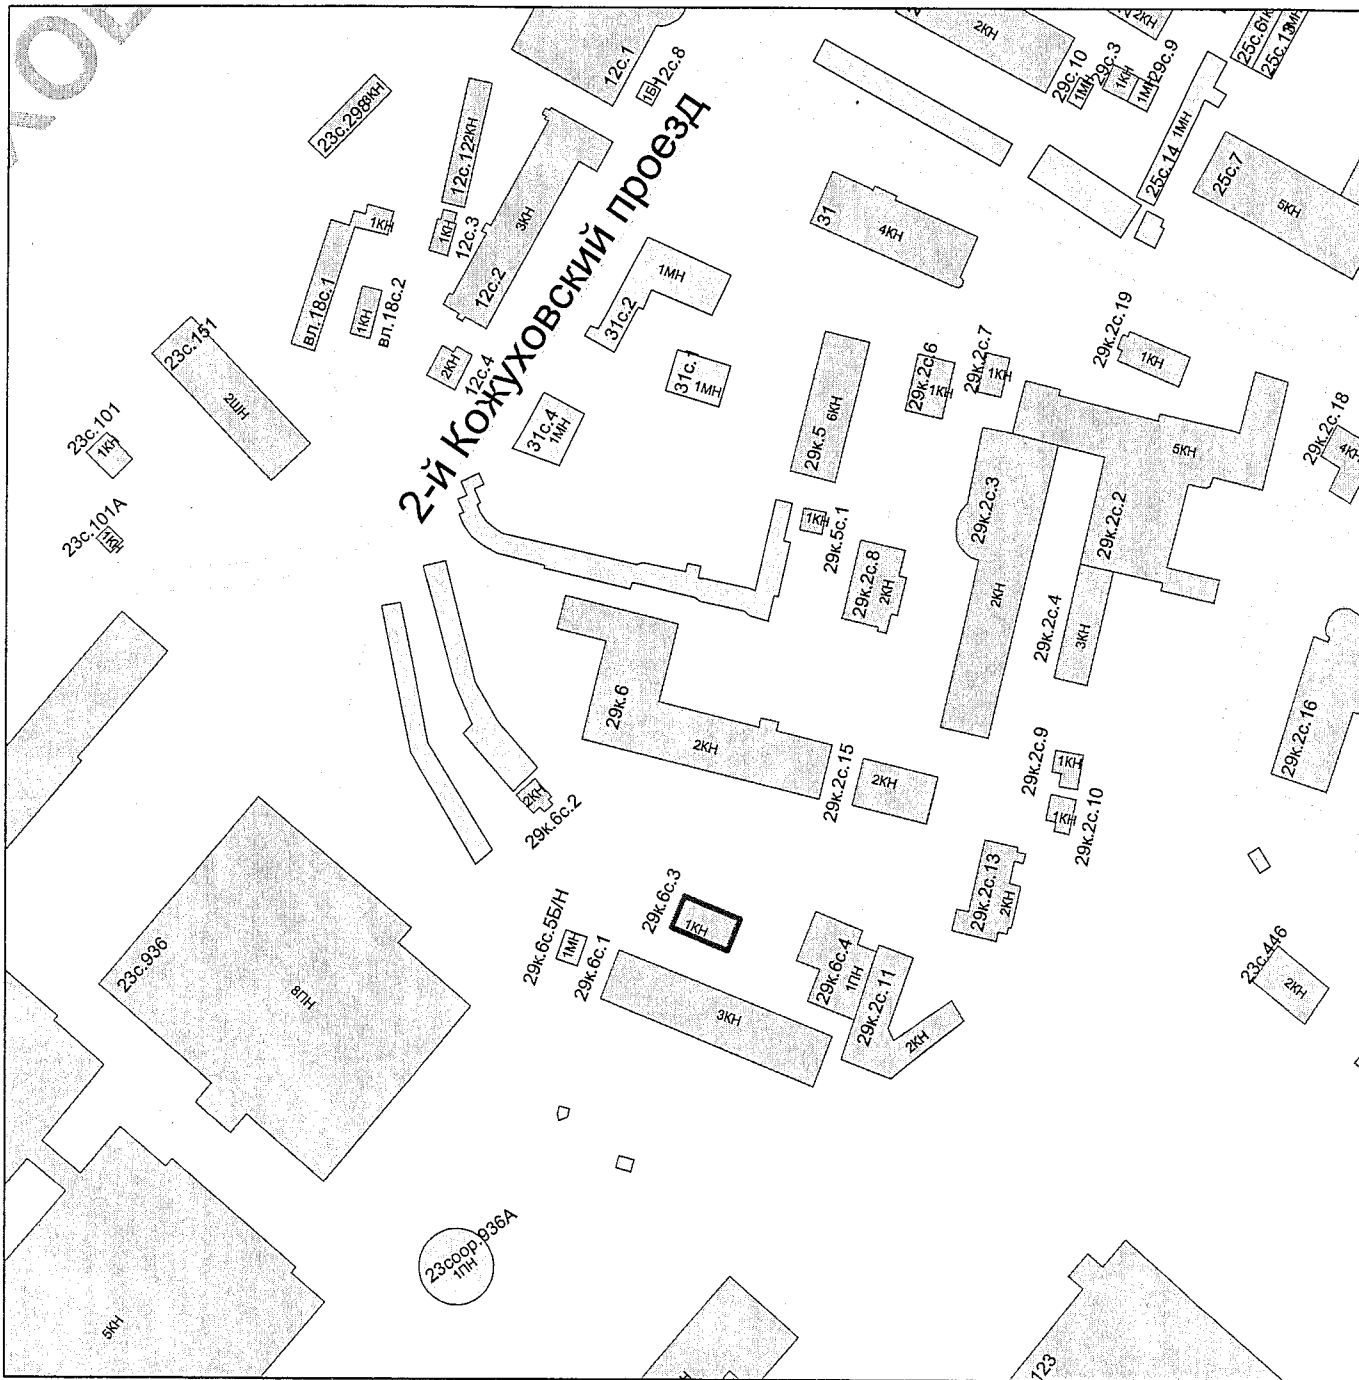 КОЖ
12с.1
1БН
12с.8
2КН
2КН
29с.10
1МН
29с.3
1КН
1МН
29с.9
25с.6
1К
25с.13
1МН
23с.298
3КН
12с.12
2КН
25с.14
1МН
25с.7
5КН
31
4КН
1КН
вл.18с.1
1КН
12с.3
3КН
12с.2
1КН
вл.18с.2
2-й Кожуховский проезд
1МН
31с.2
23с.151
2ШН
2КН
12с.4
31с.1
1МН
31с.4
1МН
6КН
29к.5
29к.2с.6
1КН
29к.2с.7
1КН
29к.2с.19
1КН
29к.2с.18
4КН
23с.101
1КН
23с.101А
1КН
5КН
29к.2с.2
29к.2с.3
2КН
1КН
29к.5с.1
29к.2с.8
2КН
29к.2с.4
3КН
29к.6
2КН
29к.2с.15
2КН
29к.2с.9
1КН
1КН
29к.2с.10
29к.2с.16
2КН
29к.6с.2
29к.6с.3
1КН
29к.2с.13
2КН
29к.6с.5Б/Н
1МН
29к.6с.1
3КН
29к.6с.4
1ПН
29к.2с.11
2КН
23с.446
2КН
23с.936
8ПН
23соор.936А
1ПН
5КН
Н
123